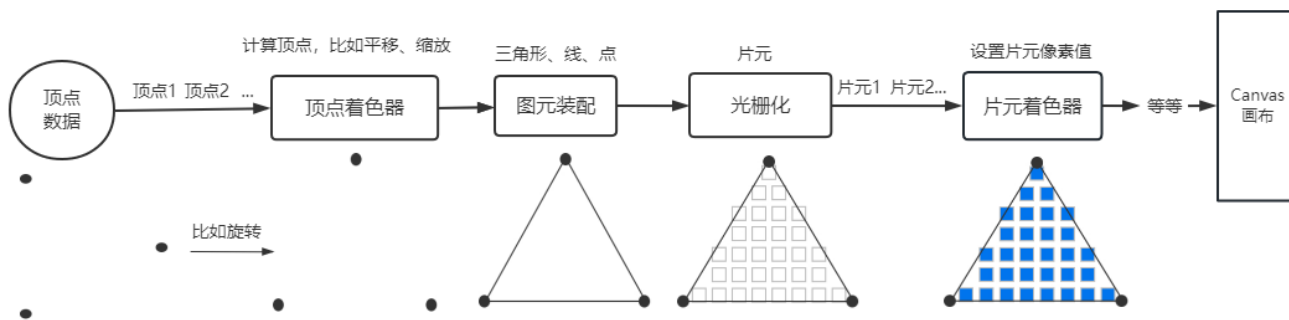 计算顶点，比如平移、缩放
三角形、线、点
片元
设置片元像素值
顶点
数据
顶点1 顶点2 ...
顶点着色器
图元装配
光栅化
片元1 片元2...
片元着色器
等等
Canvas
画布
比如旋转